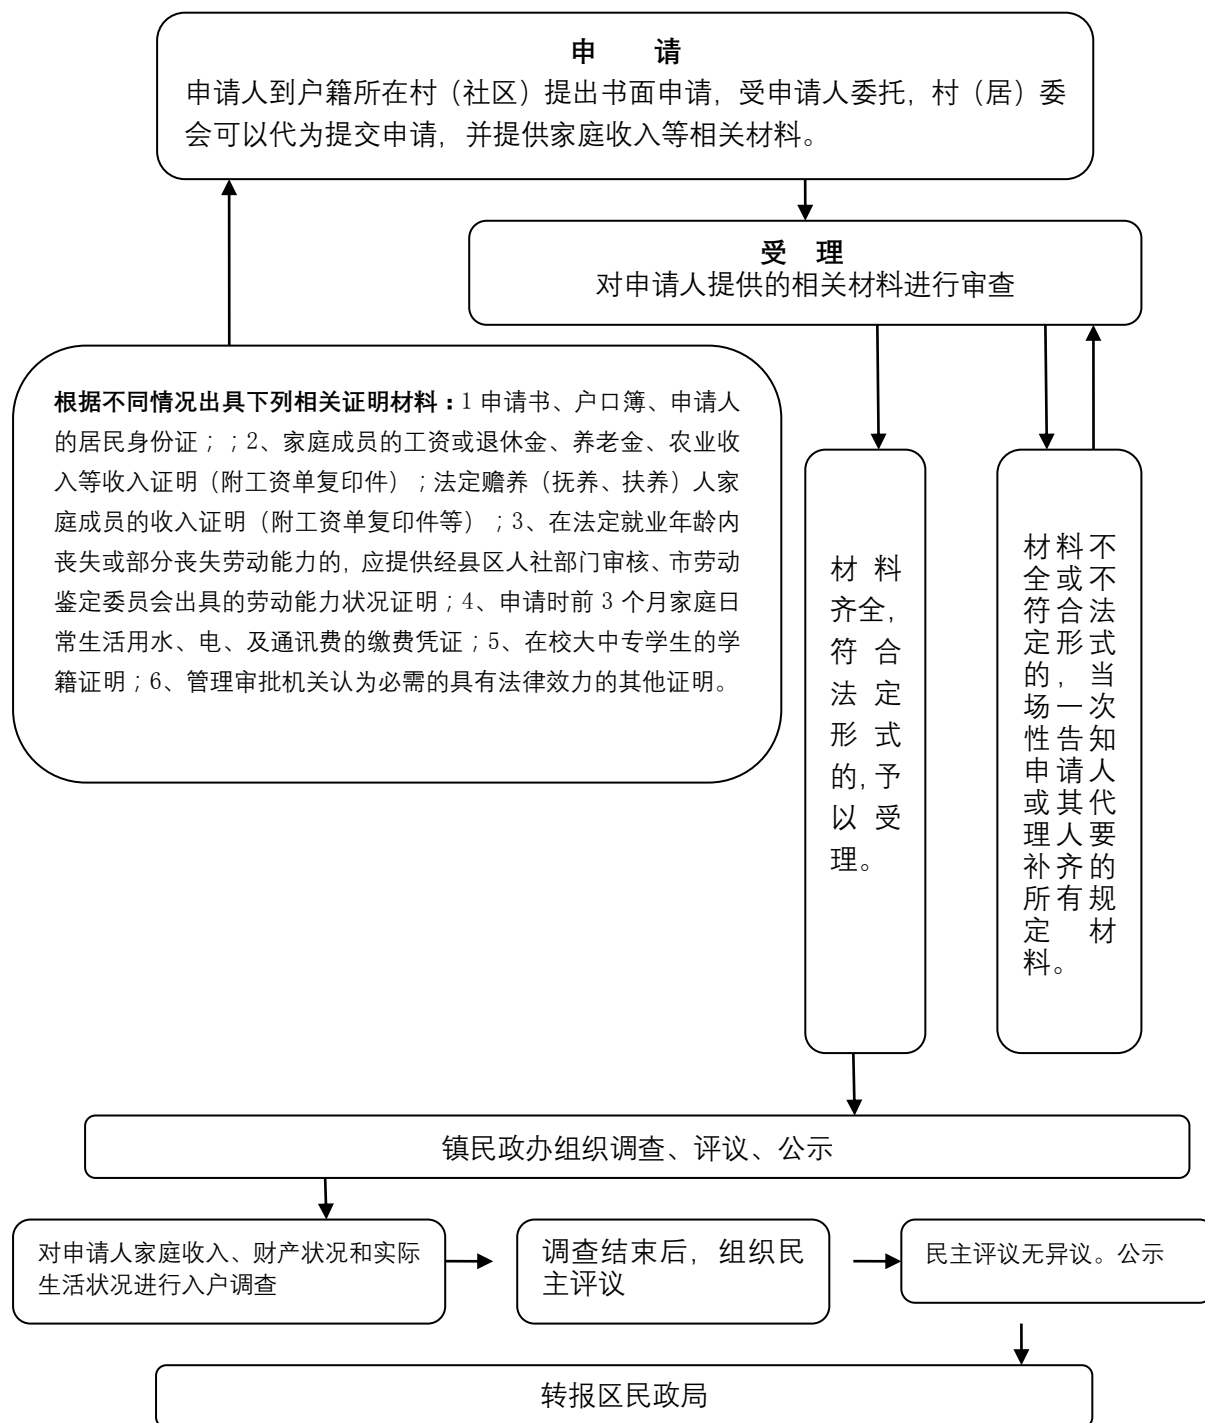 申　　请
申请人到户籍所在村（社区）提出书面申请，受申请人委托，村（居）委
会可以代为提交申请，并提供家庭收入等相关材料。
受　理
对申请人提供的相关材料进行审查
根据不同情况出具下列相关证明材料：1 申请书、户口簿、申请人
的居民身份证；；2、家庭成员的工资或退休金、养老金、农业收
入等收入证明（附工资单复印件）；法定赡养（抚养、扶养）人家
庭成员的收入证明（附工资单复印件等）；3、在法定就业年龄内
丧失或部分丧失劳动能力的，应提供经县区人社部门审核、市劳动
鉴定委员会出具的劳动能力状况证明；4、申请时前 3 个月家庭日
常生活用水、电、及通讯费的缴费凭证；5、在校大中专学生的学
籍证明；6、管理审批机关认为必需的具有法律效力的其他证明。
材 料
齐全，
符 合
法 定
形 式
的，予
以 受
理。
材料不
全或不
符合法
定形式
的，当
场一次
性告知
申请人
或其代
理人要
补齐的
所有规
定 材
料。
镇民政办组织调查、评议、公示
对申请人家庭收入、财产状况和实际
生活状况进行入户调查
调查结束后，组织民
主评议
民主评议无异议。公示
转报区民政局